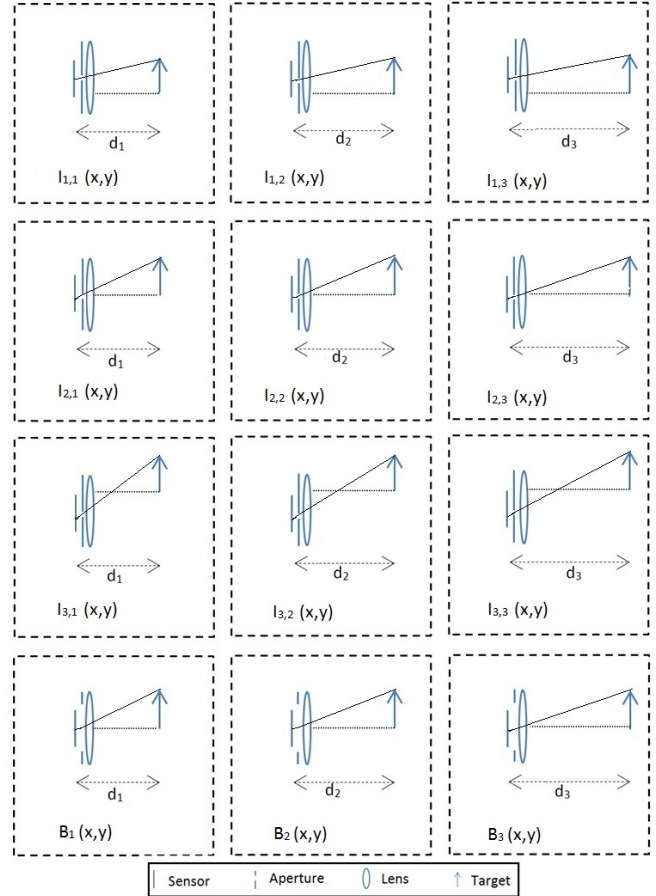 d₁ d₂ d₃
I₁,₁ (x,y) I₁,₂ (x,y) I₁,₃ (x,y)
d₁ d₂ d₃
I₂,₁ (x,y) I₂,₂ (x,y) I₂,₃ (x,y)
d₁ d₂ d₃
I₃,₁ (x,y) I₃,₂ (x,y) I₃,₃ (x,y)
d₁ d₂ d₃
B₁ (x,y) B₂ (x,y) B₃ (x,y)
Sensor Aperture Lens Target